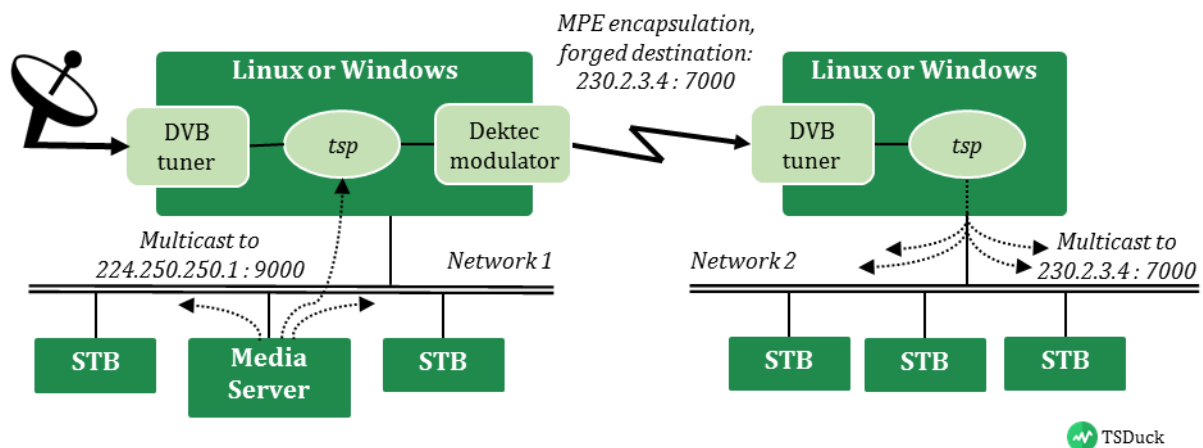 MPE encapsulation,
forged destination:
230.2.3.4 : 7000
Linux or Windows
DVB
tuner
tsp
Dektec
modulator
Linux or Windows
DVB
tuner
tsp
Multicast to
224.250.250.1 : 9000
Network 1
Network 2
Multicast to
230.2.3.4 : 7000
STB
Media
Server
STB
STB
STB
STB
TSDuck